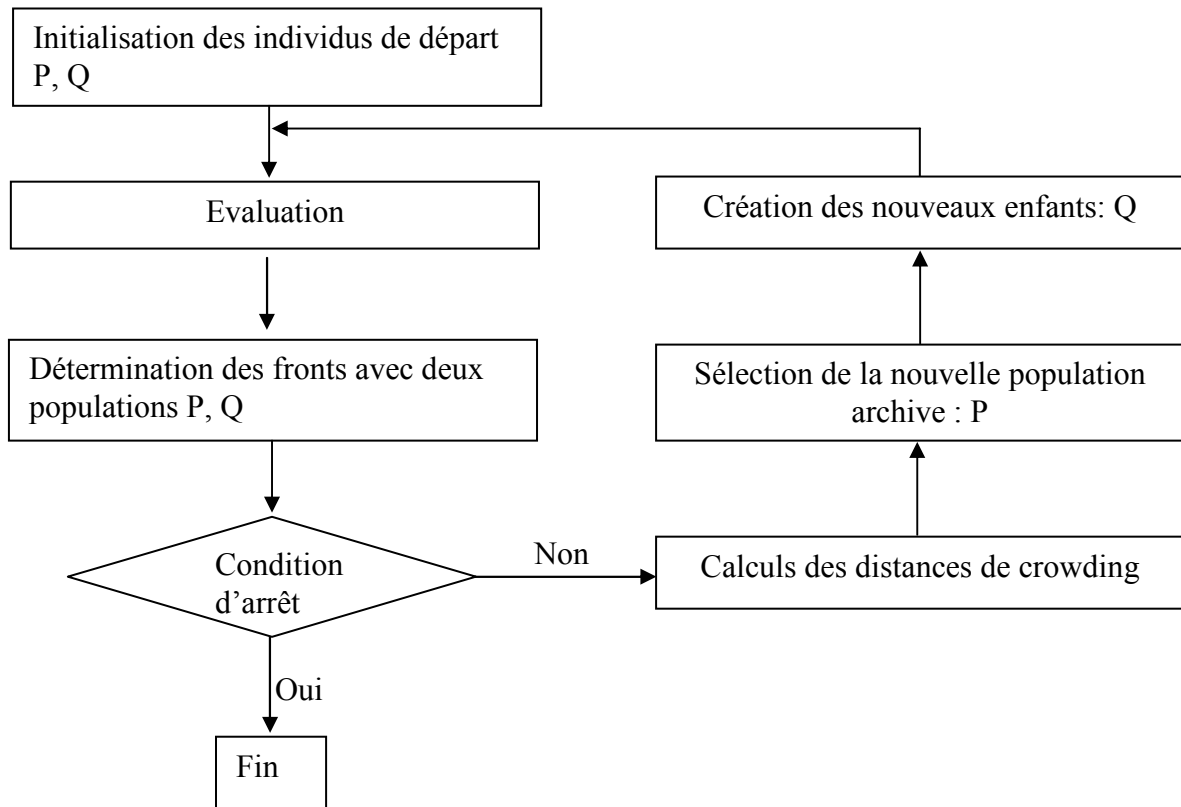 Initialisation des individus de départ
P, Q
Evaluation
Détermination des fronts avec deux
populations P, Q
Condition
d’arrêt
Oui
Fin
Non
Calculs des distances de crowding
Sélection de la nouvelle population
archive : P
Création des nouveaux enfants: Q